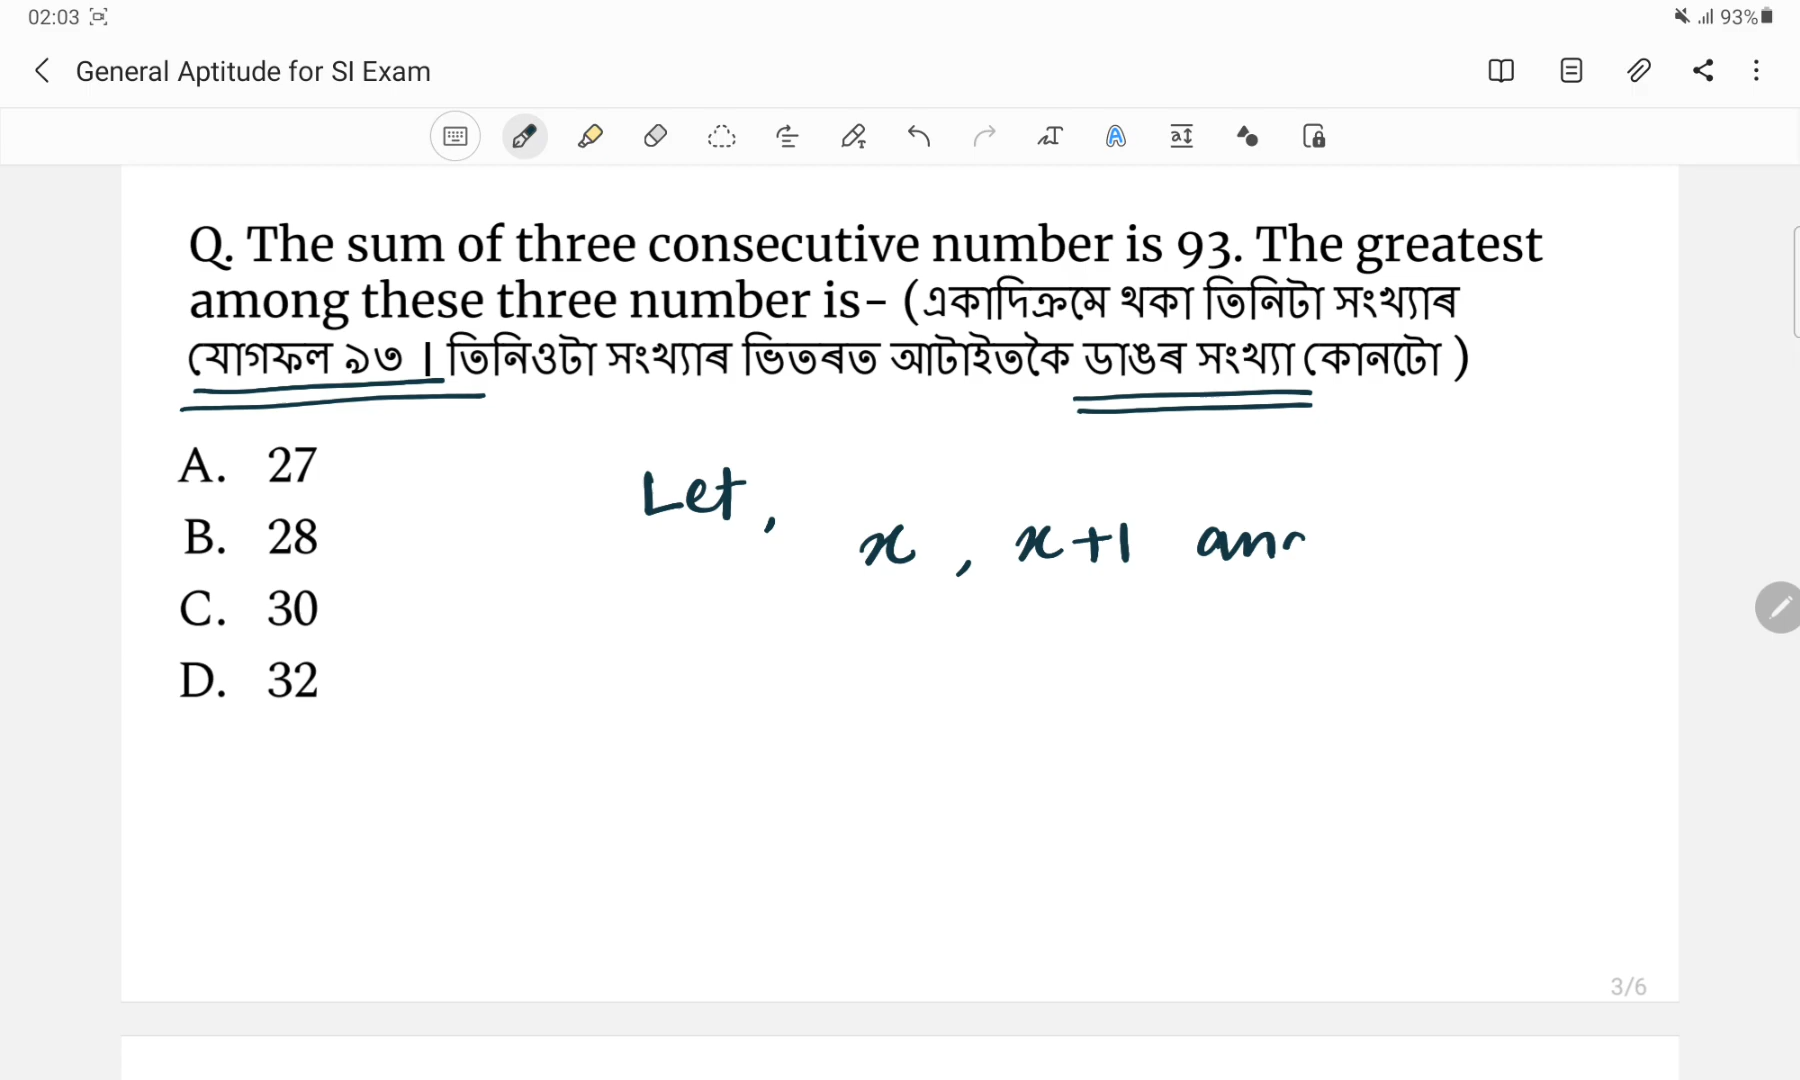 02:03
93%
General Aptitude for SI Exam
Q. The sum of three consecutive number is 93. The greatest
among these three number is- (একাদিক্ৰমে থকা তিনিটা সংখ্যাৰ
যোগফল ৯৩ | তিনিওটা সংখ্যাৰ ভিতৰত আটাইতকৈ ডাঙৰ সংখ্যা কোনটো )
A. 27
B. 28
C. 30
D. 32
Let,
x , x+1 an
3/6